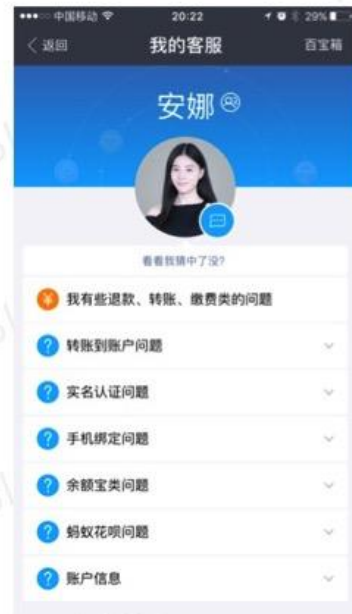 中国移动 20:22 29%
返回 我的客服 百宝箱
安娜
看看我猜中了没?
我有些退款、转账、缴费类的问题
转账到账户问题
实名认证问题
手机绑定问题
余额宝类问题
蚂蚁花呗问题
账户信息